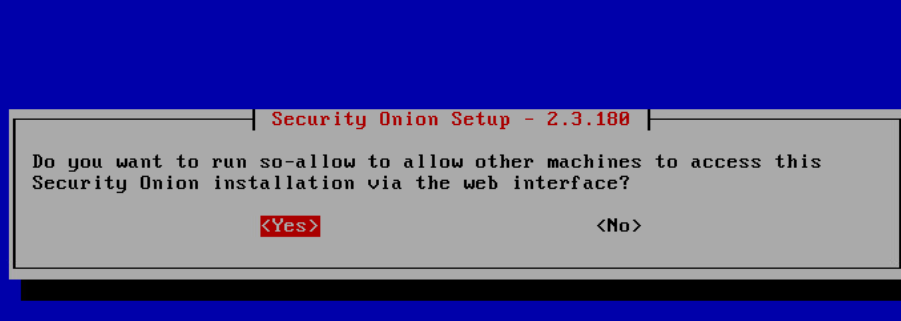 Security Onion Setup - 2.3.180
Do you want to run so-allow to allow other machines to access this
Security Onion installation via the web interface?
<Yes> <No>